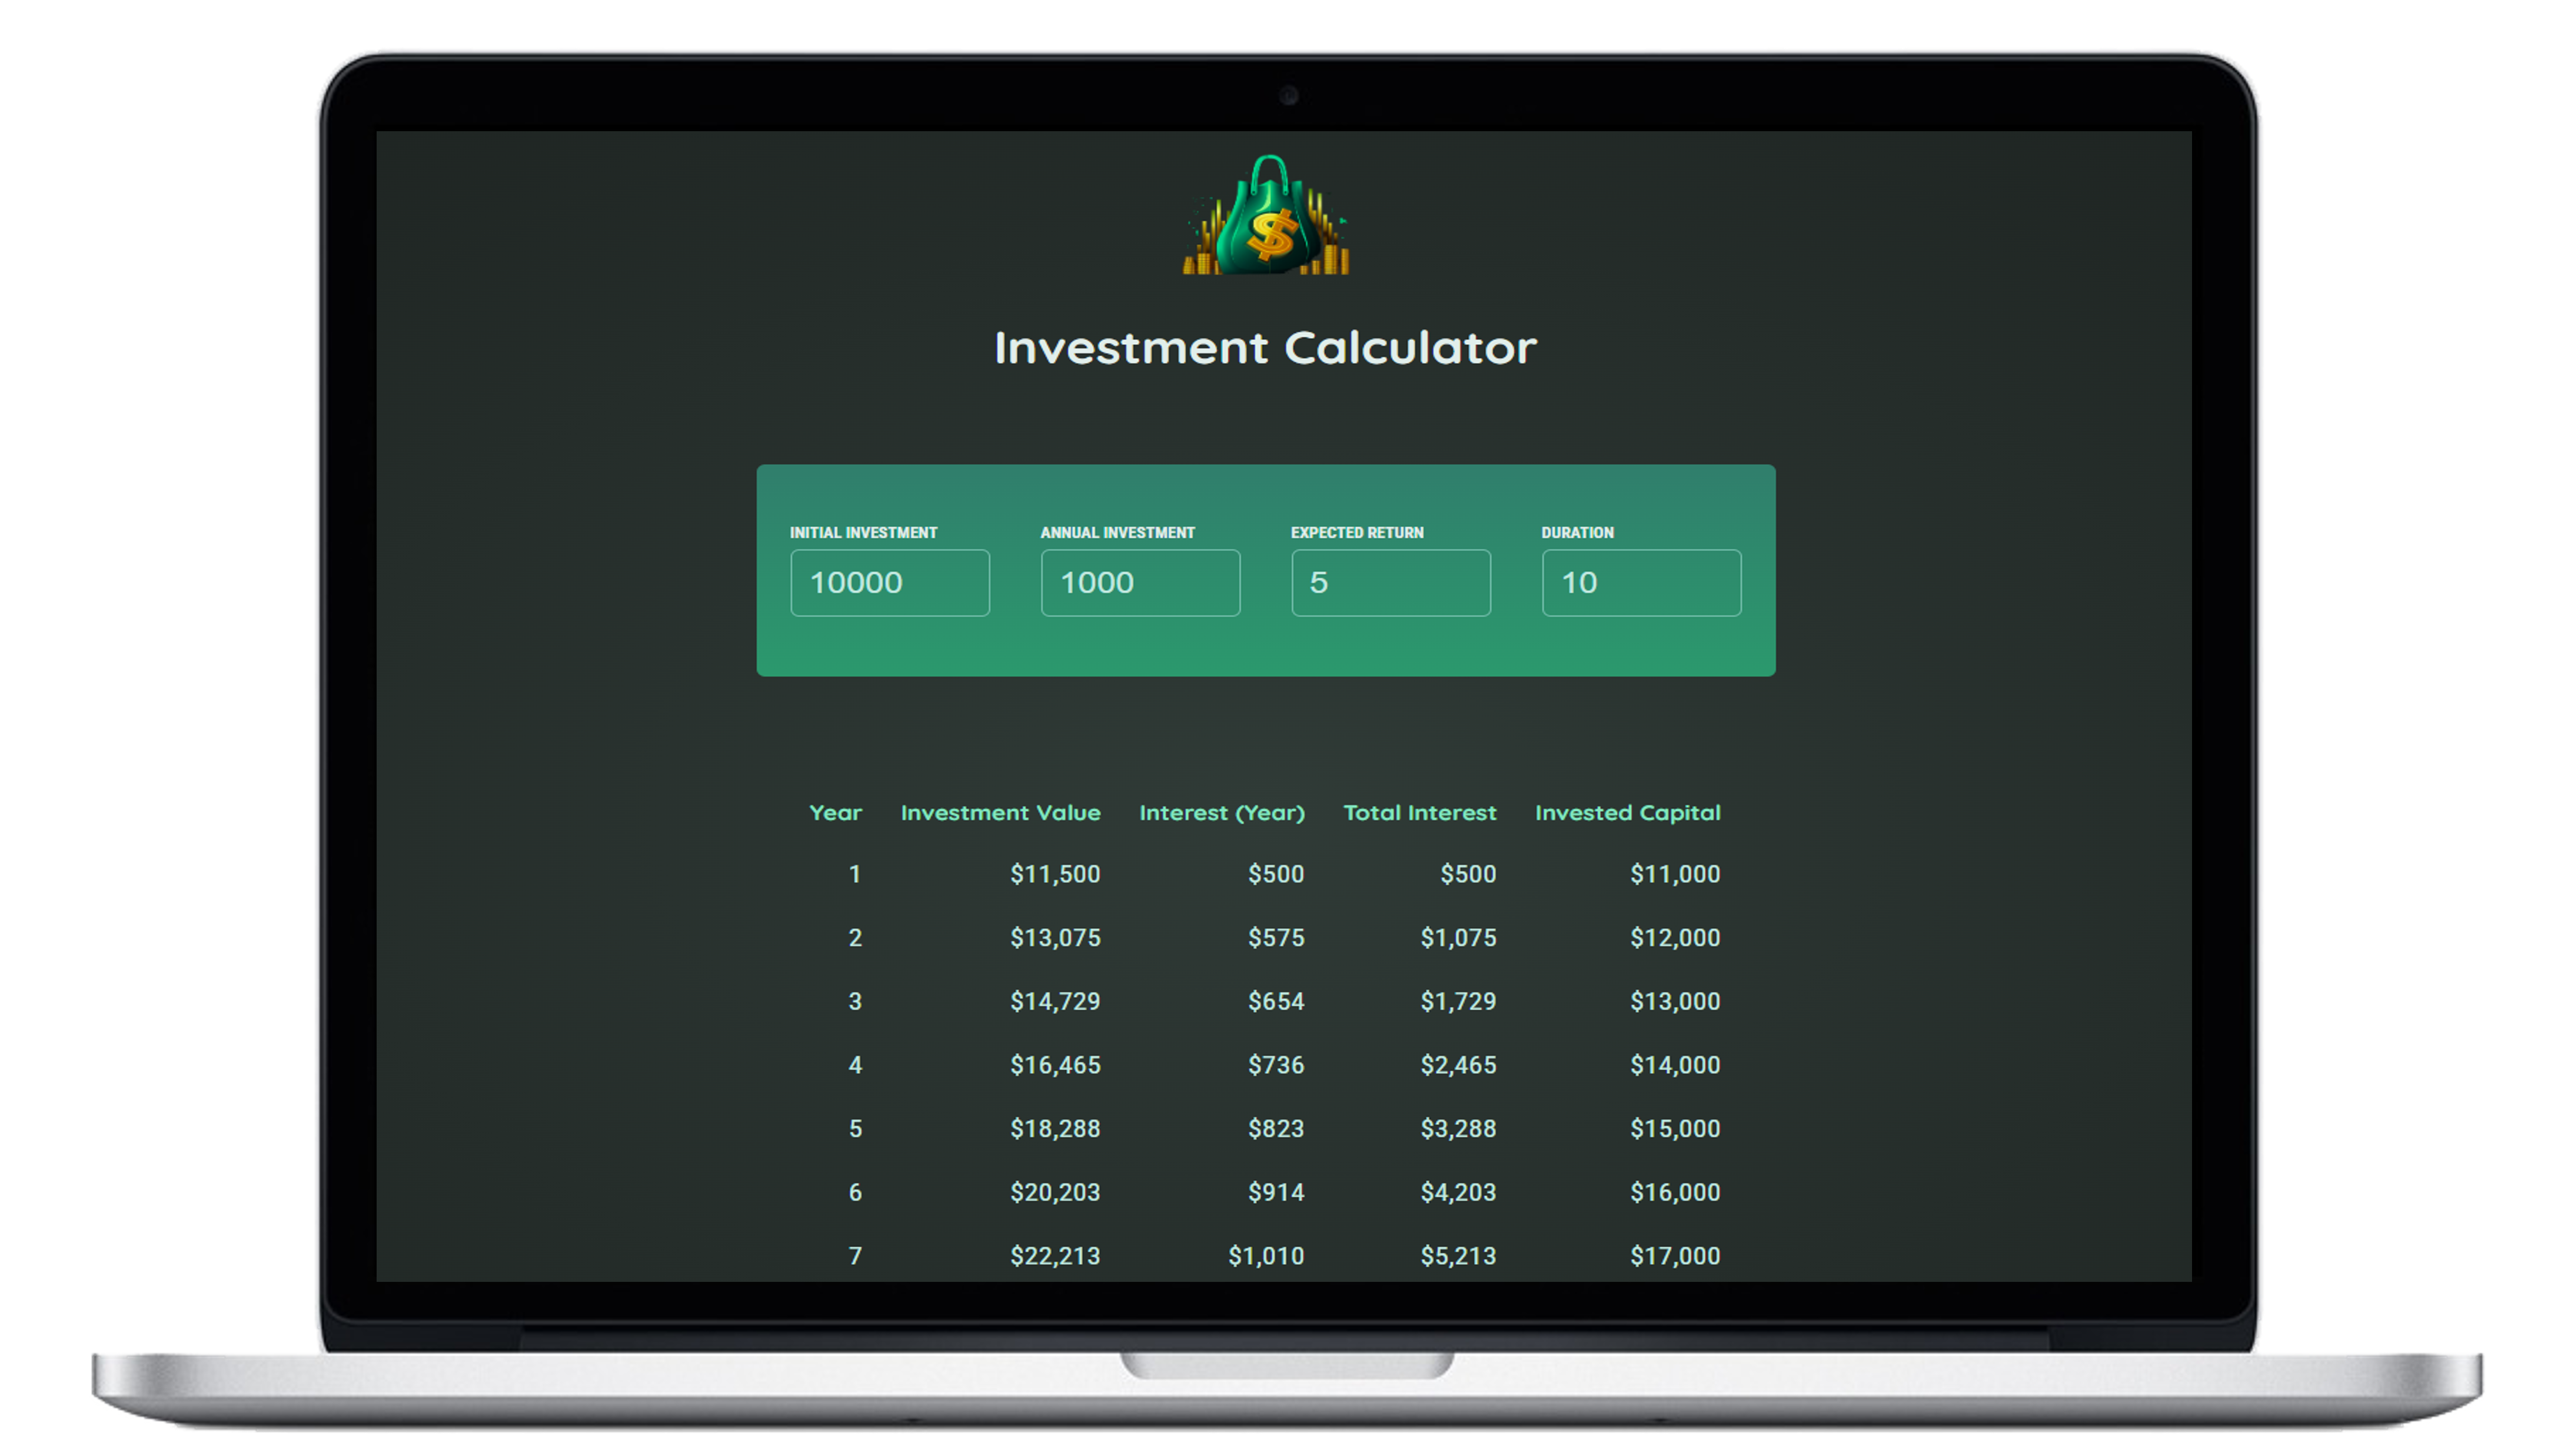 $
Investment Calculator
INITIAL INVESTMENT ANNUAL INVESTMENT EXPECTED RETURN DURATION
10000 1000 5 10
Year Investment Value Interest (Year) Total Interest Invested Capital
1 $11,500 $500 $500 $11,000
2 $13,075 $575 $1,075 $12,000
3 $14,729 $654 $1,729 $13,000
4 $16,465 $736 $2,465 $14,000
5 $18,288 $823 $3,288 $15,000
6 $20,203 $914 $4,203 $16,000
7 $22,213 $1,010 $5,213 $17,000